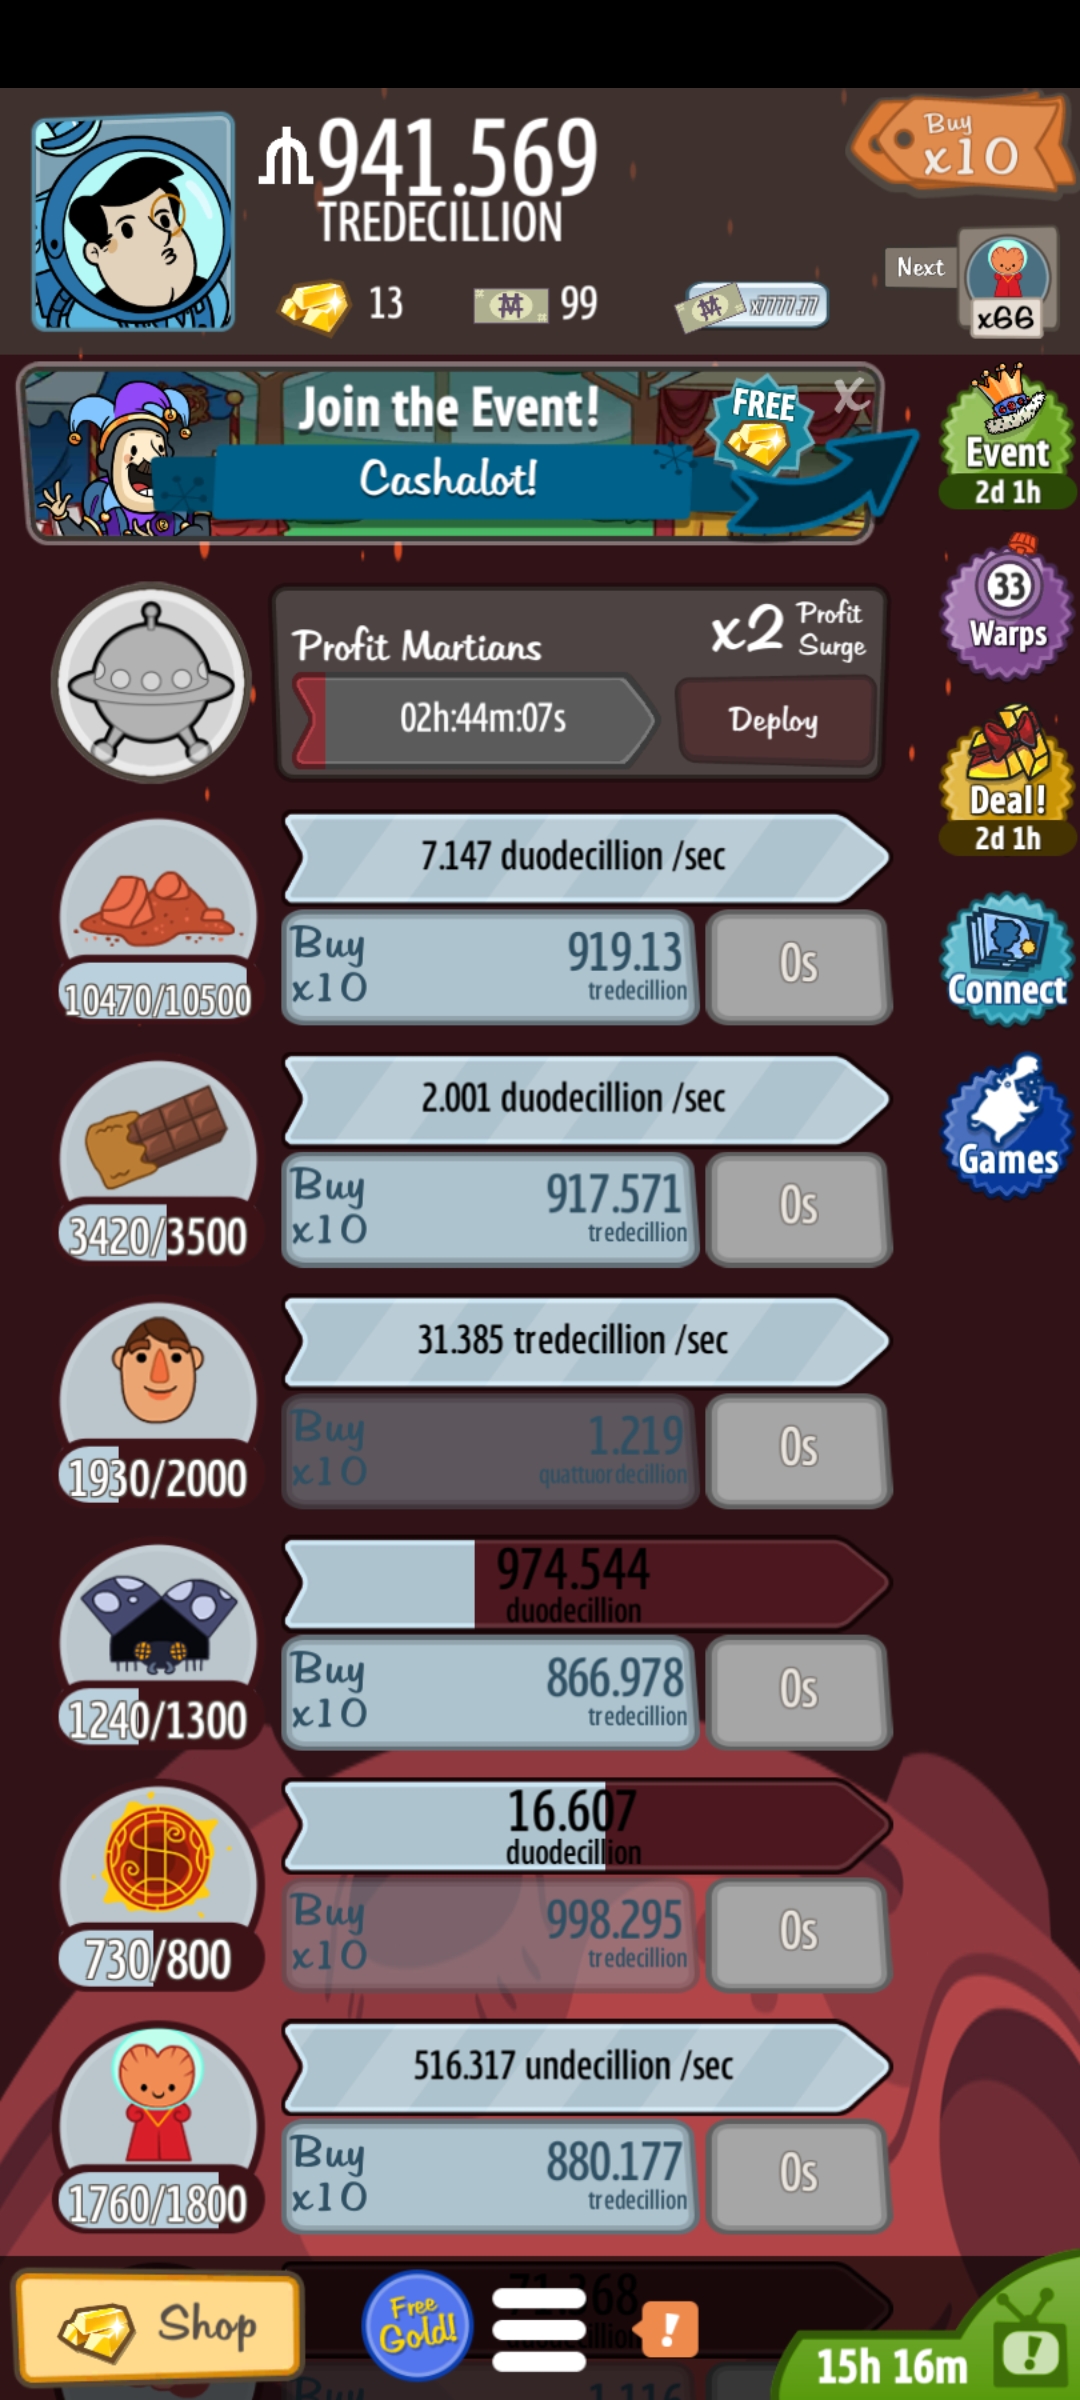 941.569
TREDECILLION
Buy
x10
13
99
x7777.77
Next
x66
Join the Event!
Cashalot!
FREE
X
Event
2d 1h
Profit Martians
x2 Profit
Surge
02h:44m:07s
Deploy
33
Warps
Deal!
2d 1h
7.147 duodecillion /sec
Buy
x10
919.13
tredecillion
0s
10470/10500
Connect
2.001 duodecillion /sec
Buy
x10
917.571
tredecillion
0s
3420/3500
Games
31.385 tredecillion /sec
Buy
x10
1.219
quattuordecillion
0s
1930/2000
974.544
duodecillion
Buy
x10
866.978
tredecillion
0s
1240/1300
16.607
duodecillion
Buy
x10
998.295
tredecillion
0s
730/800
516.317 undecillion /sec
Buy
x10
880.177
tredecillion
0s
1760/1800
Shop
Free
Gold!
!
15h 16m
!
Buy
1.116